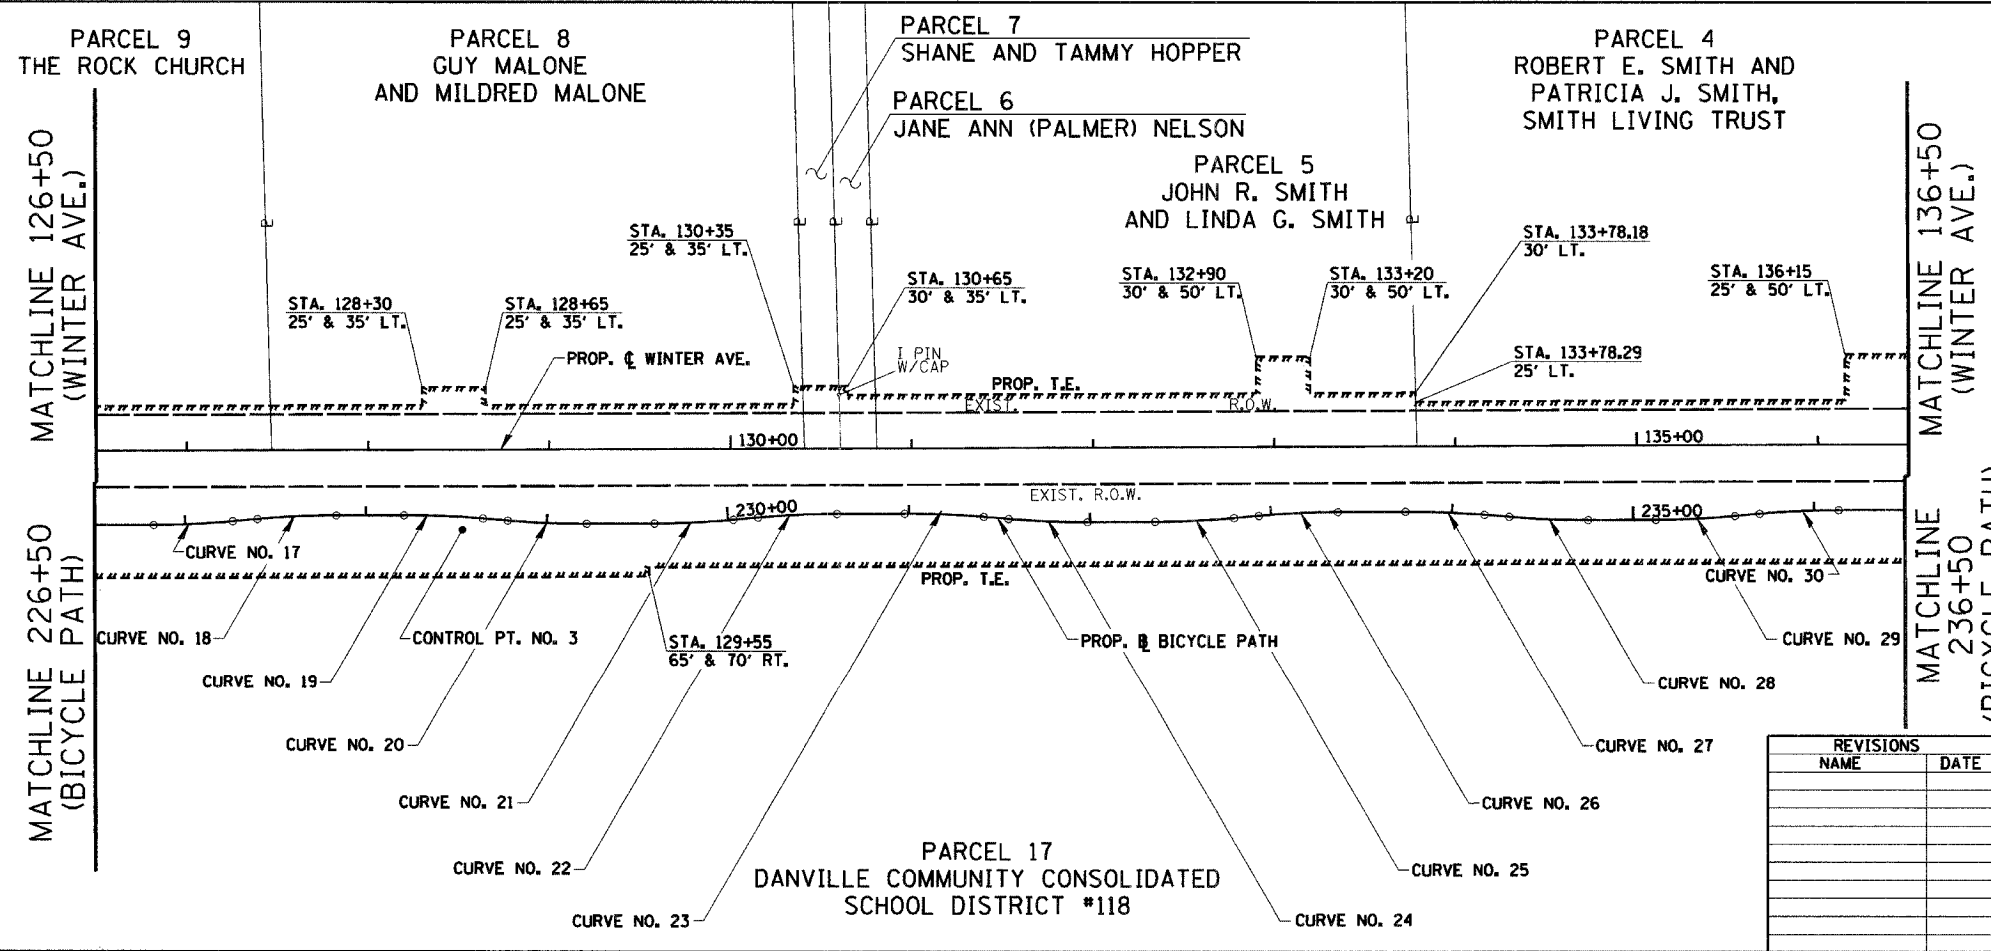 PARCEL 9
THE ROCK CHURCH
PARCEL 8
GUY MALONE
AND MILDRED MALONE
PARCEL 7
SHANE AND TAMMY HOPPER
PARCEL 6
JANE ANN (PALMER) NELSON
PARCEL 5
JOHN R. SMITH
AND LINDA G. SMITH
PARCEL 4
ROBERT E. SMITH AND
PATRICIA J. SMITH,
SMITH LIVING TRUST
MATCHLINE 126+50
(WINTER AVE.)
MATCHLINE 136+50
(WINTER AVE.)
STA. 128+30
25' & 35' LT.
STA. 128+65
25' & 35' LT.
STA. 130+35
25' & 35' LT.
STA. 130+65
30' & 35' LT.
STA. 132+90
30' & 50' LT.
STA. 133+20
30' & 50' LT.
STA. 133+78.18
30' LT.
STA. 133+78.29
25' LT.
STA. 136+15
25' & 50' LT.
PROP. ℄ WINTER AVE.
I PIN
W/CAP
PROP. T.E.
EXIST. R.O.W.
130+00
135+00
EXIST. R.O.W.
230+00
235+00
PROP. T.E.
MATCHLINE 226+50
(BICYCLE PATH)
MATCHLINE
236+50
(BICYCLE PATH)
CURVE NO. 17
CURVE NO. 18
CURVE NO. 19
CURVE NO. 20
CURVE NO. 21
CURVE NO. 22
CURVE NO. 23
CONTROL PT. NO. 3
STA. 129+55
65' & 70' RT.
PROP. BL BICYCLE PATH
CURVE NO. 30
CURVE NO. 29
CURVE NO. 28
CURVE NO. 27
CURVE NO. 26
CURVE NO. 25
CURVE NO. 24
PARCEL 17
DANVILLE COMMUNITY CONSOLIDATED
SCHOOL DISTRICT #118
REVISIONS
NAME DATE